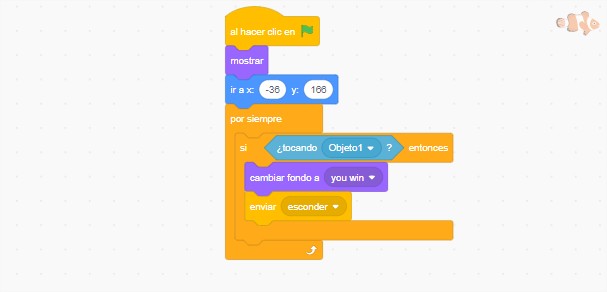 al hacer clic en
mostrar
ir a x: -36 y: 166
por siempre
si ¿tocando Objeto1 ? entonces
cambiar fondo a you win
enviar esconder